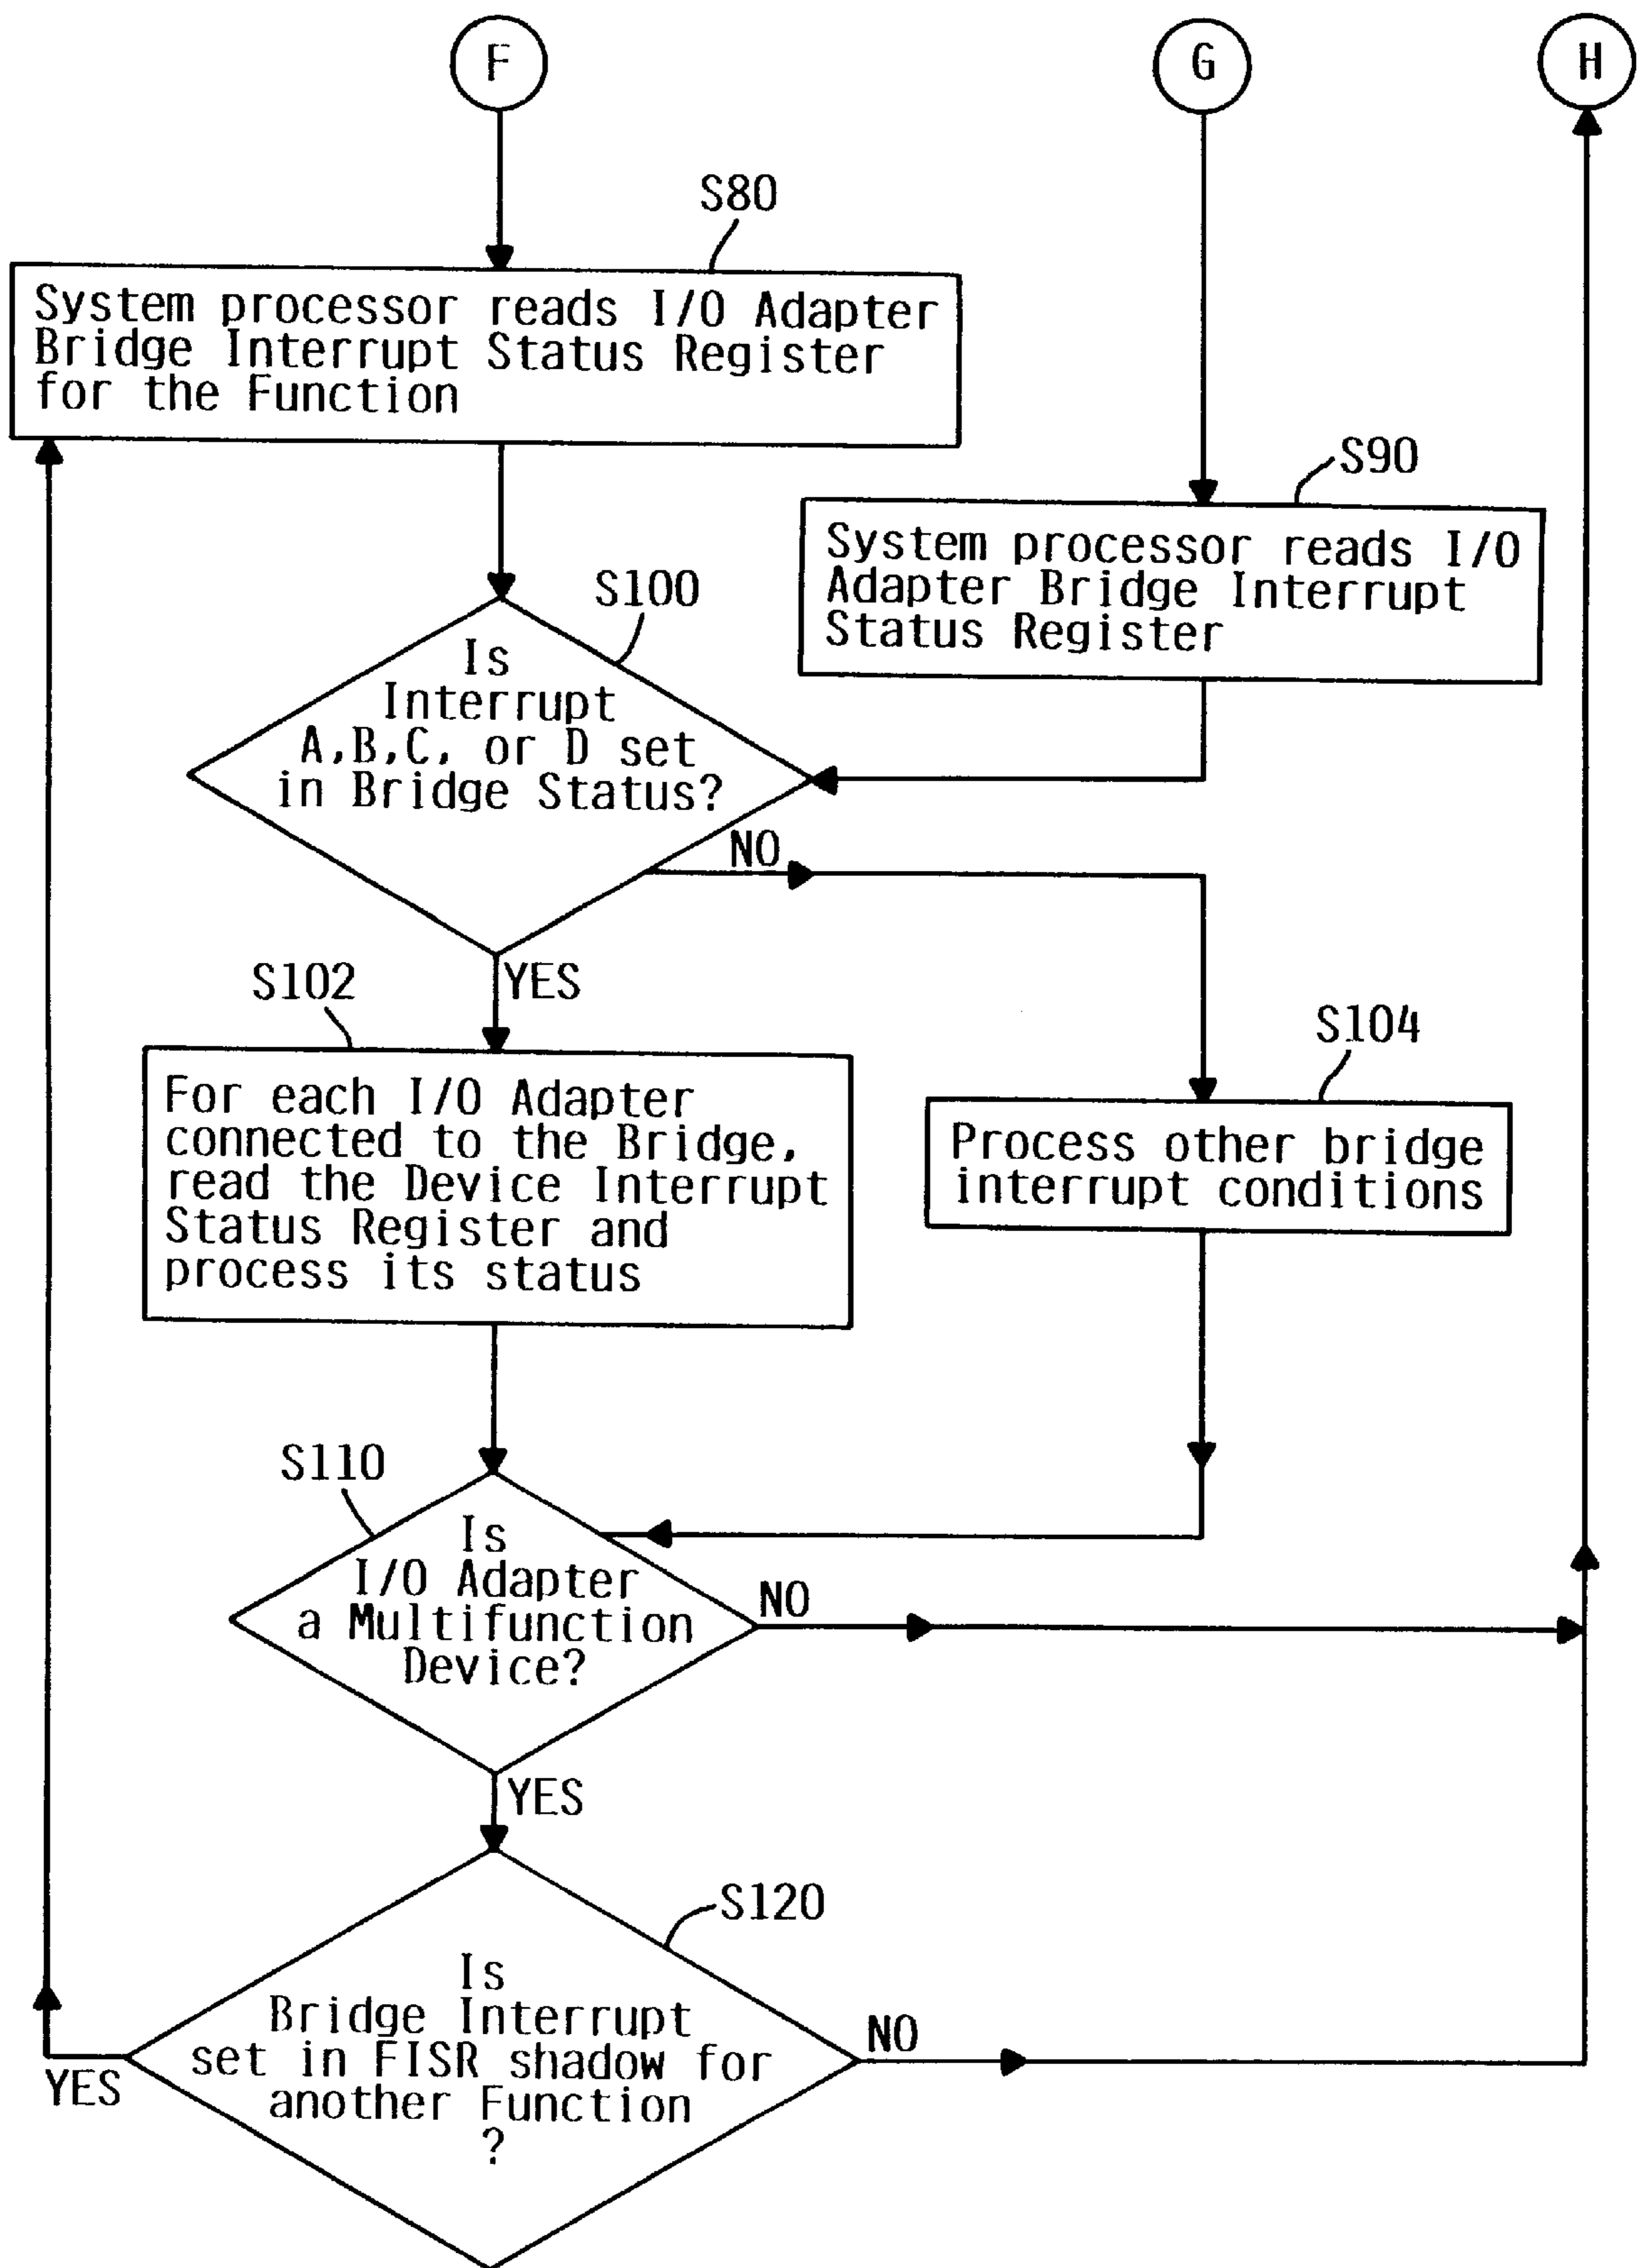 F
G
H
S80
System processor reads I/O Adapter
Bridge Interrupt Status Register
for the Function
S90
System processor reads I/O
Adapter Bridge Interrupt
Status Register
S100
Is
Interrupt
A,B,C, or D set
in Bridge Status?
NO
YES
S102
For each I/O Adapter
connected to the Bridge,
read the Device Interrupt
Status Register and
process its status
S104
Process other bridge
interrupt conditions
S110
Is
I/O Adapter
a Multifunction
Device?
NO
YES
S120
Is
Bridge Interrupt
set in FISR shadow for
another Function
?
NO
YES